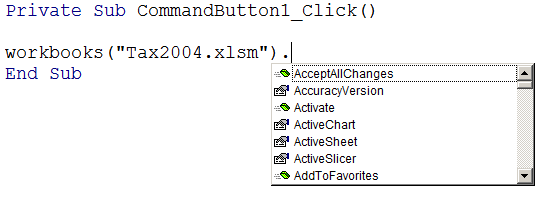 Private Sub CommandButton1_Click()
workbooks("Tax2004.xlsm").
End Sub
AcceptAllChanges
AccuracyVersion
Activate
ActiveChart
ActiveSheet
ActiveSlicer
AddToFavorites